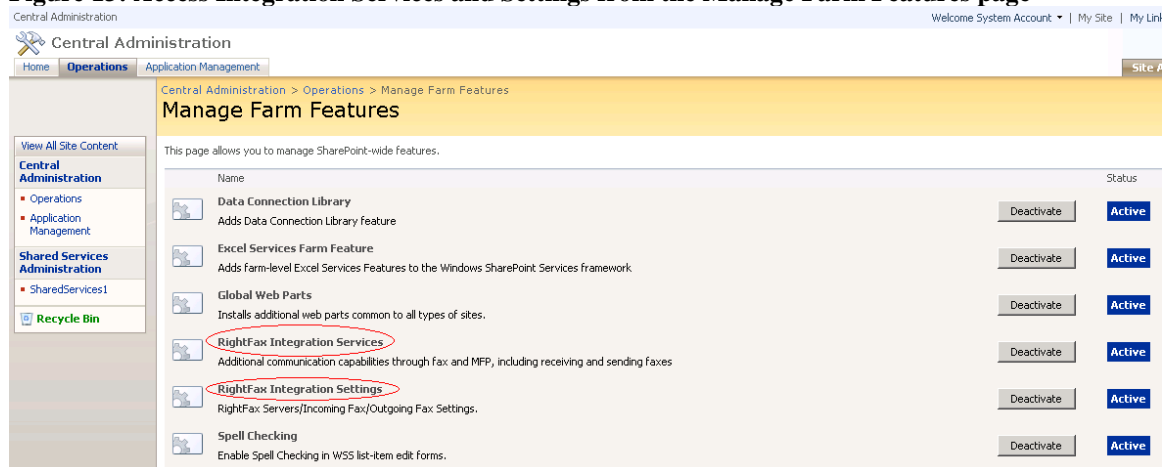 Figure 15: Access Integration Services and Settings from the Manage Farm Features page
Central Administration
Welcome System Account | My Site | My Link
Central Administration
Home Operations Application Management
Site A
Central Administration > Operations > Manage Farm Features
Manage Farm Features
View All Site Content
Central
Administration
Operations
Application
Management
Shared Services
Administration
SharedServices1
Recycle Bin
This page allows you to manage SharePoint-wide features.
Name Status
Data Connection Library
Adds Data Connection Library feature
Deactivate Active
Excel Services Farm Feature
Adds farm-level Excel Services Features to the Windows SharePoint Services framework
Deactivate Active
Global Web Parts
Installs additional web parts common to all types of sites.
Deactivate Active
RightFax Integration Services
Additional communication capabilities through fax and MFP, including receiving and sending faxes
Deactivate Active
RightFax Integration Settings
RightFax Servers/Incoming Fax/Outgoing Fax Settings.
Deactivate Active
Spell Checking
Enable Spell Checking in WSS list-item edit forms.
Deactivate Active